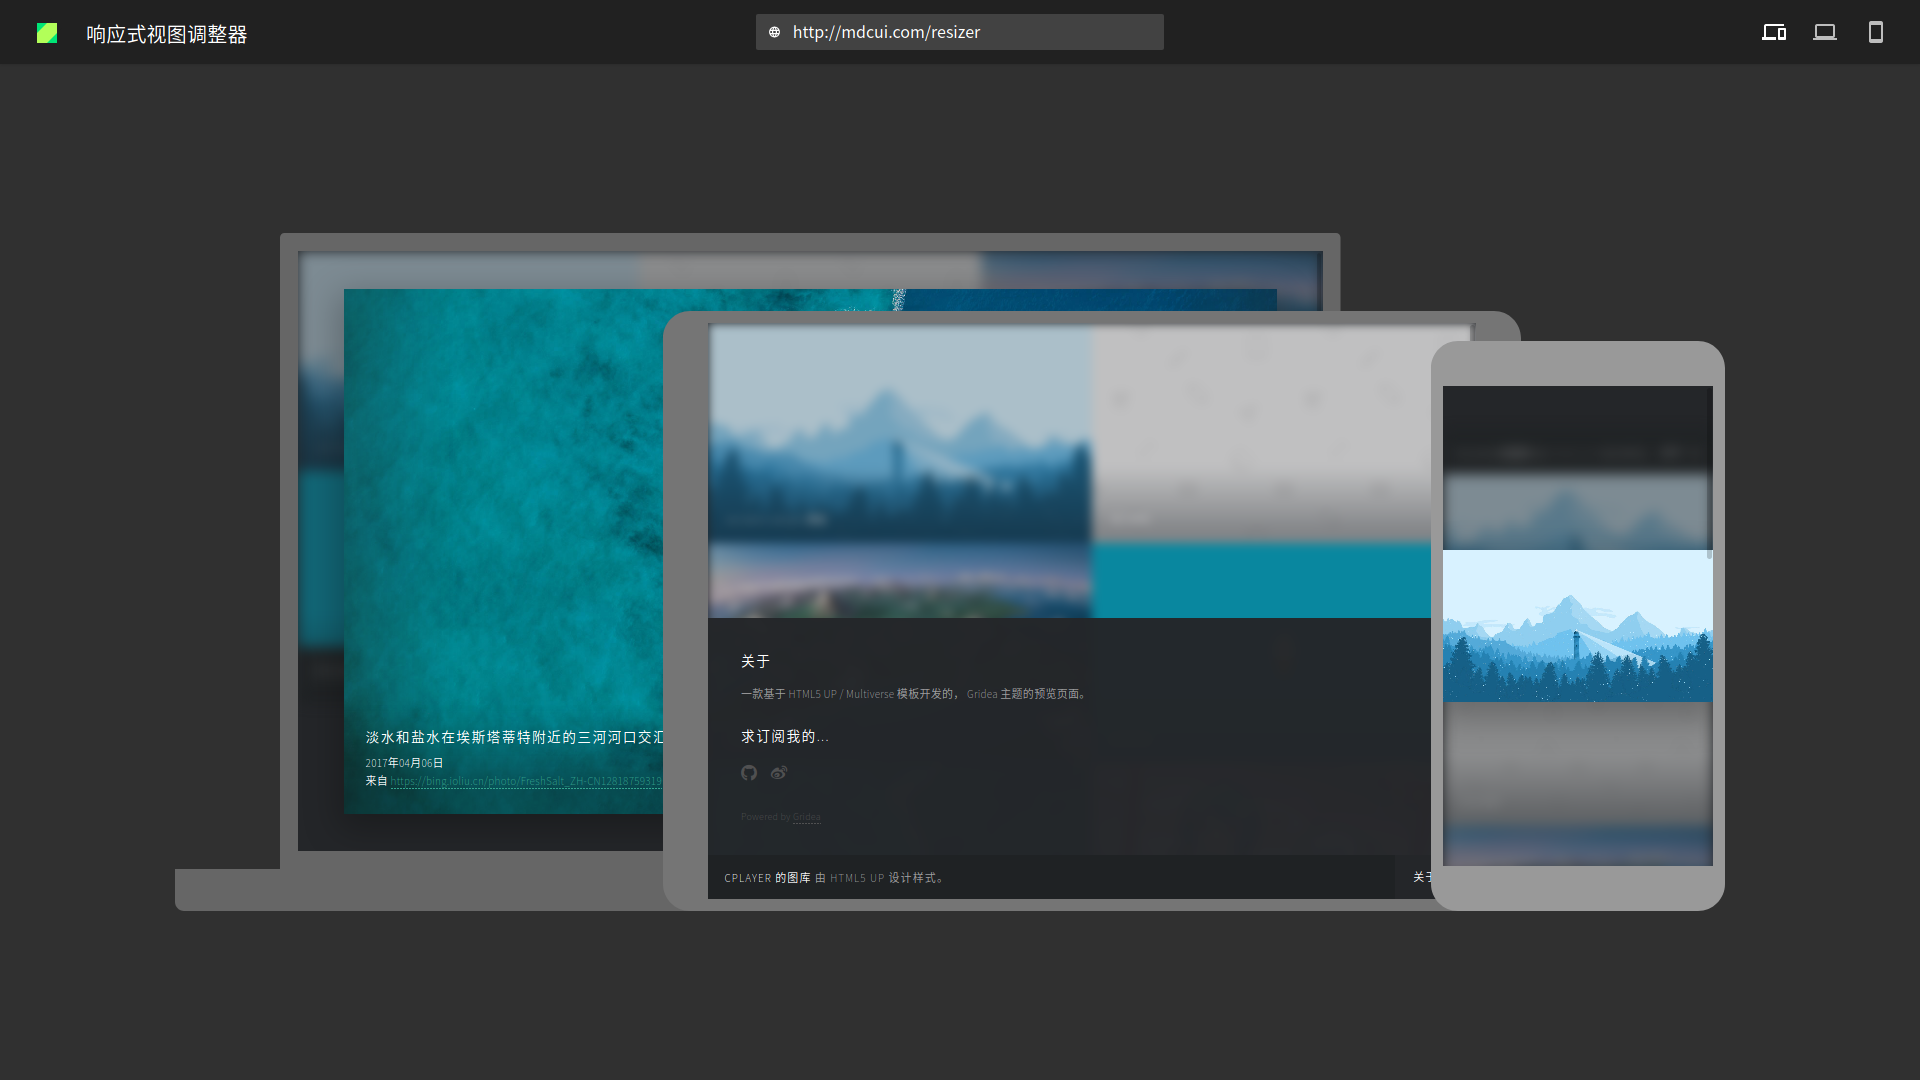 响应式视图调整器
http://mdcui.com/resizer
淡水和盐水在埃斯塔蒂特附近的三河河口交汇
2017年04月06日
来自 https://bing.ioliu.cn/photo/FreshSalt_ZH-CN12818759319
关于
一款基于 HTML5 UP / Multiverse 模板开发的， Gridea 主题的预览页面。
求订阅我的...
Powered by Gridea
CPLAYER 的图库 由 HTML5 UP 设计样式。
关于